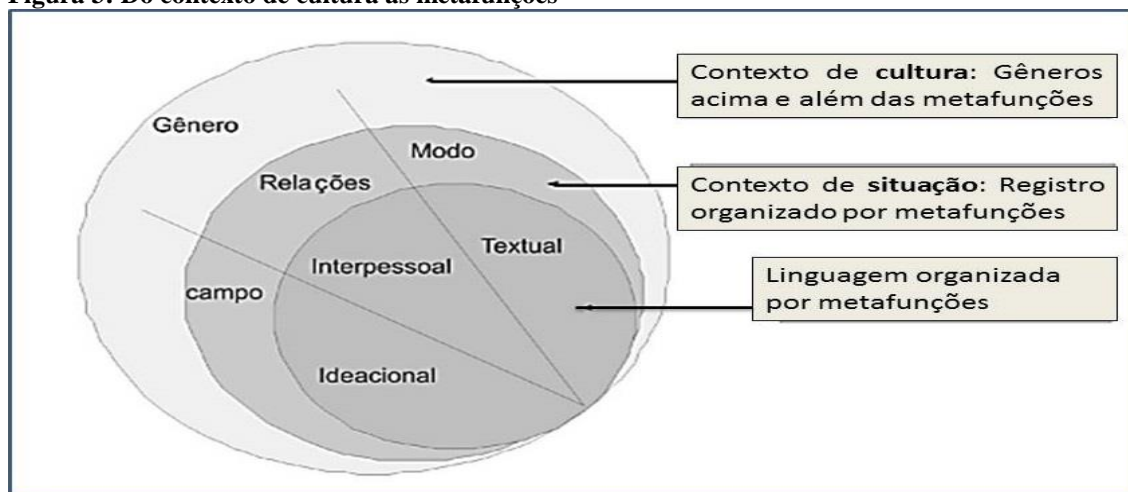 Figura 3: Do contexto de cultura às metafunções
Contexto de cultura: Gêneros
acima e além das metafunções
Gênero
Modo
Relações
Contexto de situação: Registro
organizado por metafunções
Textual
Interpessoal
campo
Linguagem organizada
por metafunções
Ideacional